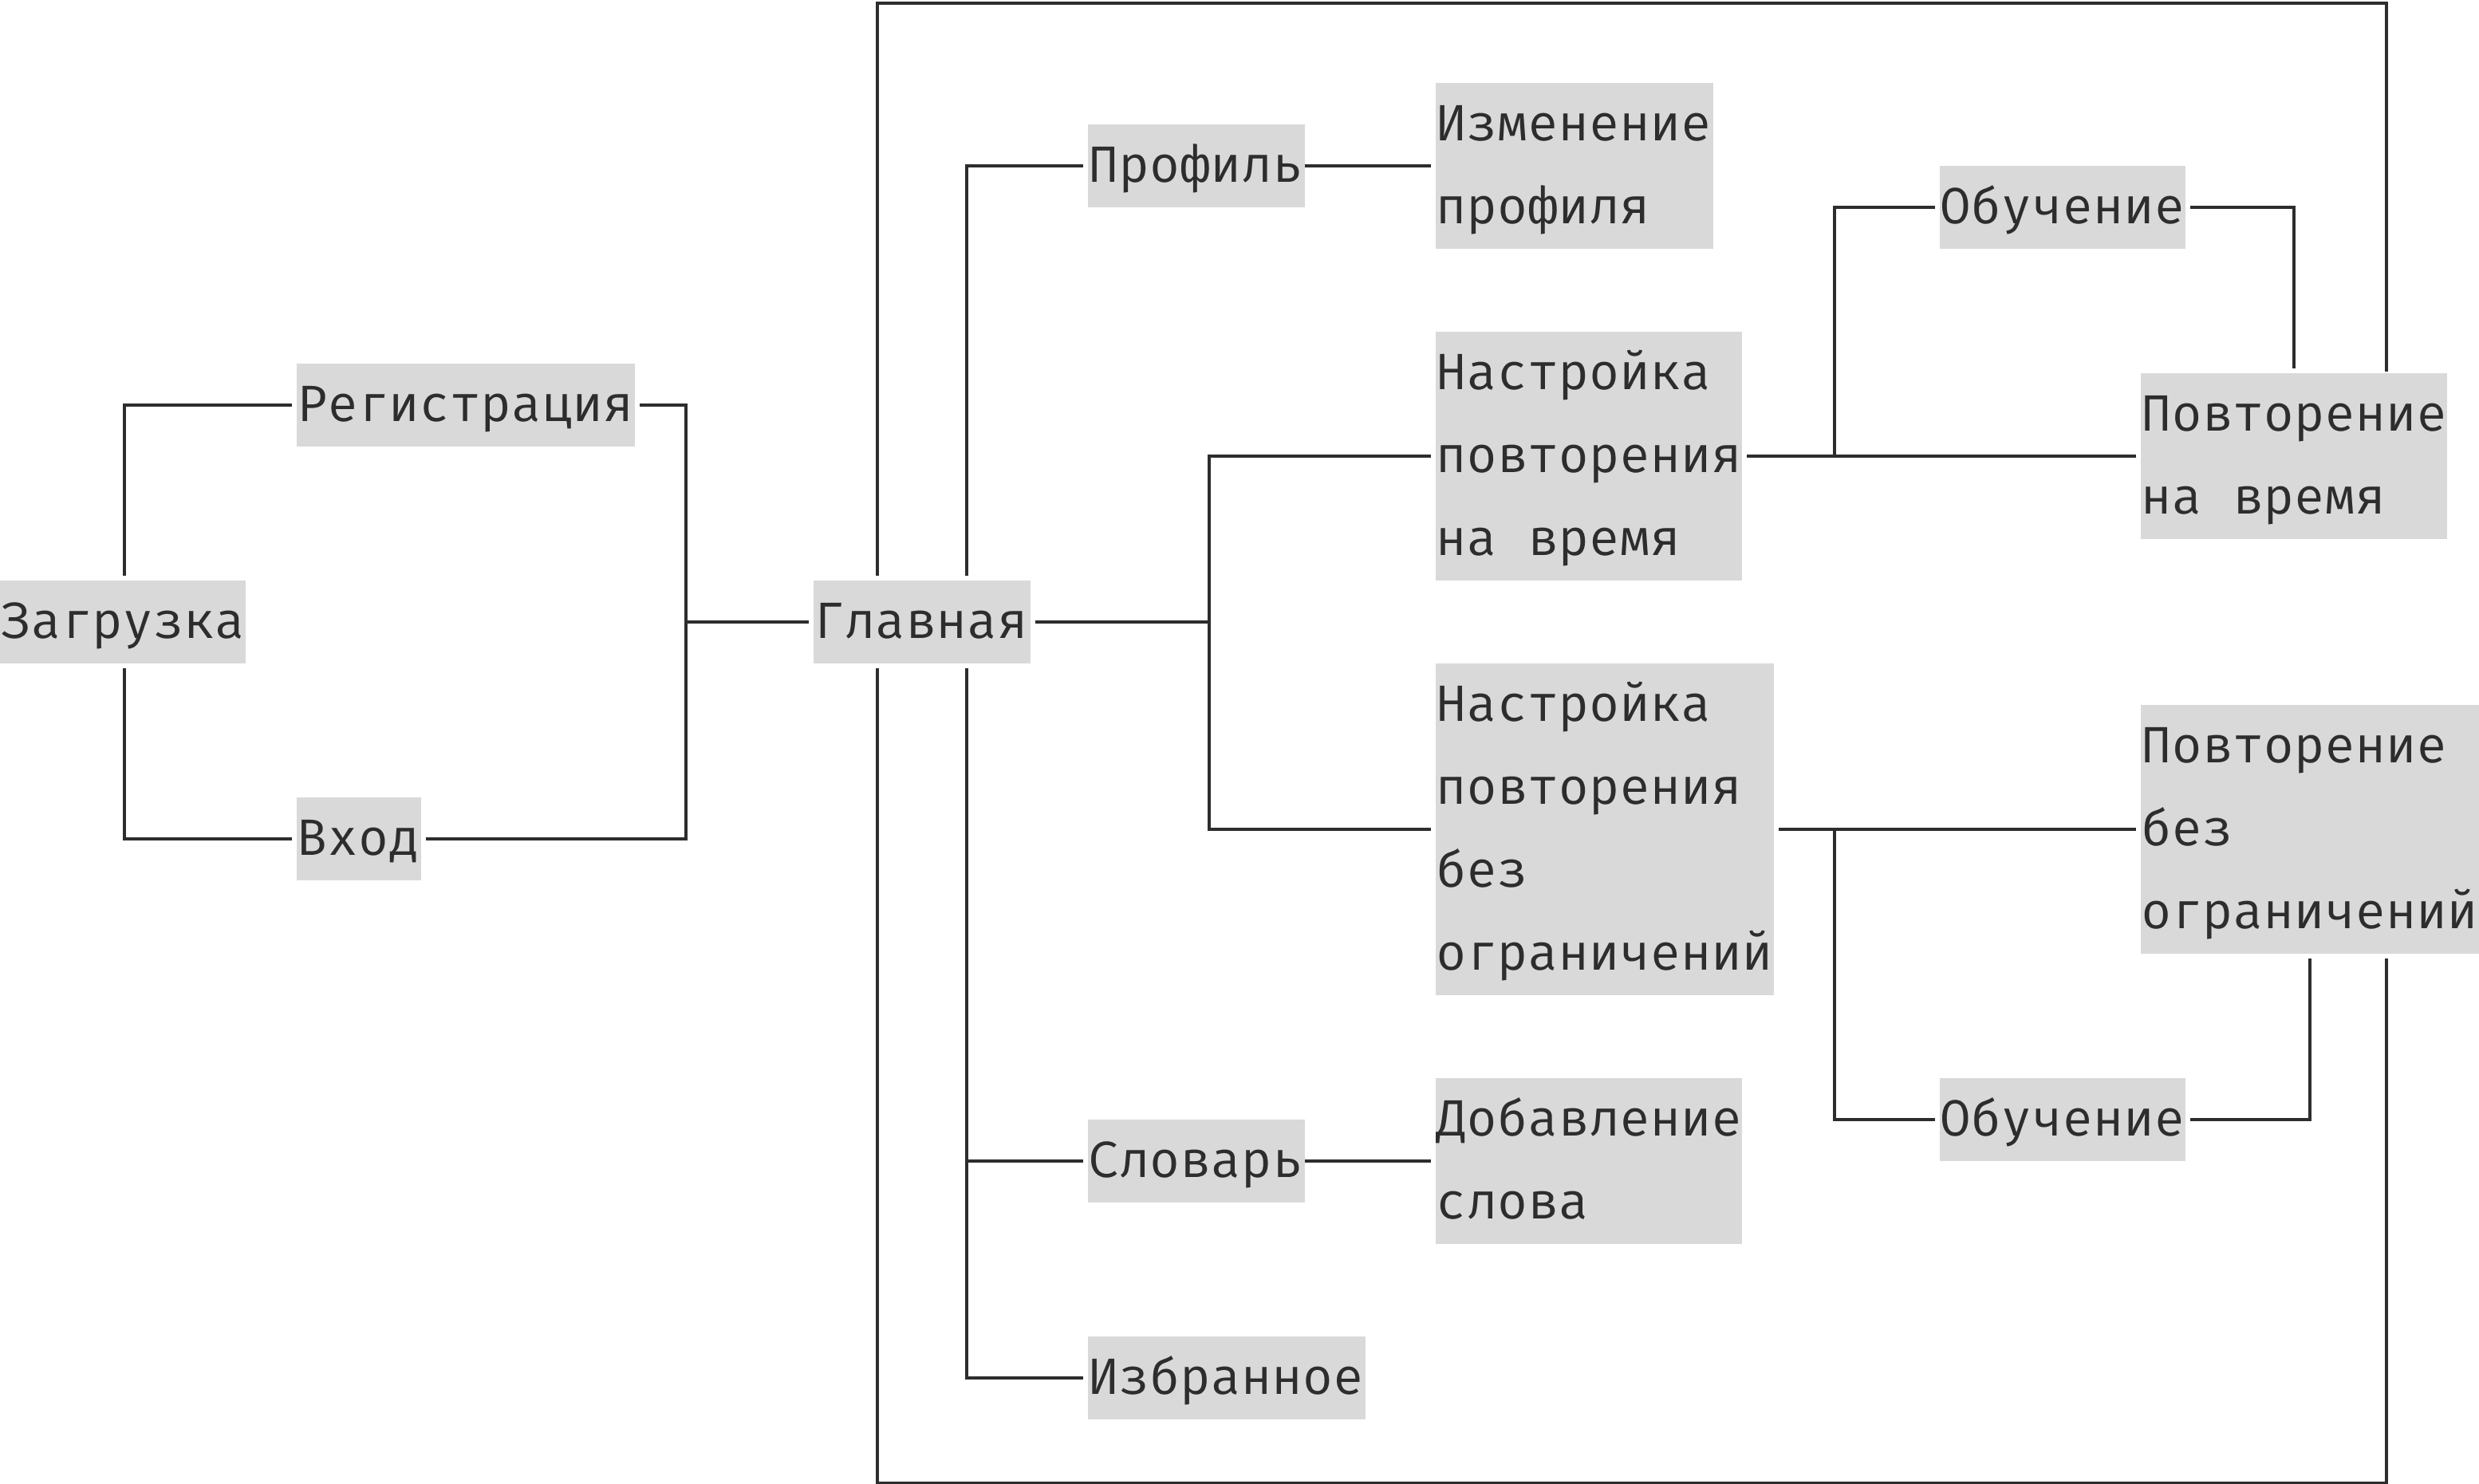 Загрузка
Регистрация
Вход
Главная
Профиль
Изменение
профиля
Настройка
повторения
на время
Обучение
Повторение
на время
Настройка
повторения
без
ограничений
Повторение
без
ограничений
Обучение
Словарь
Добавление
слова
Избранное